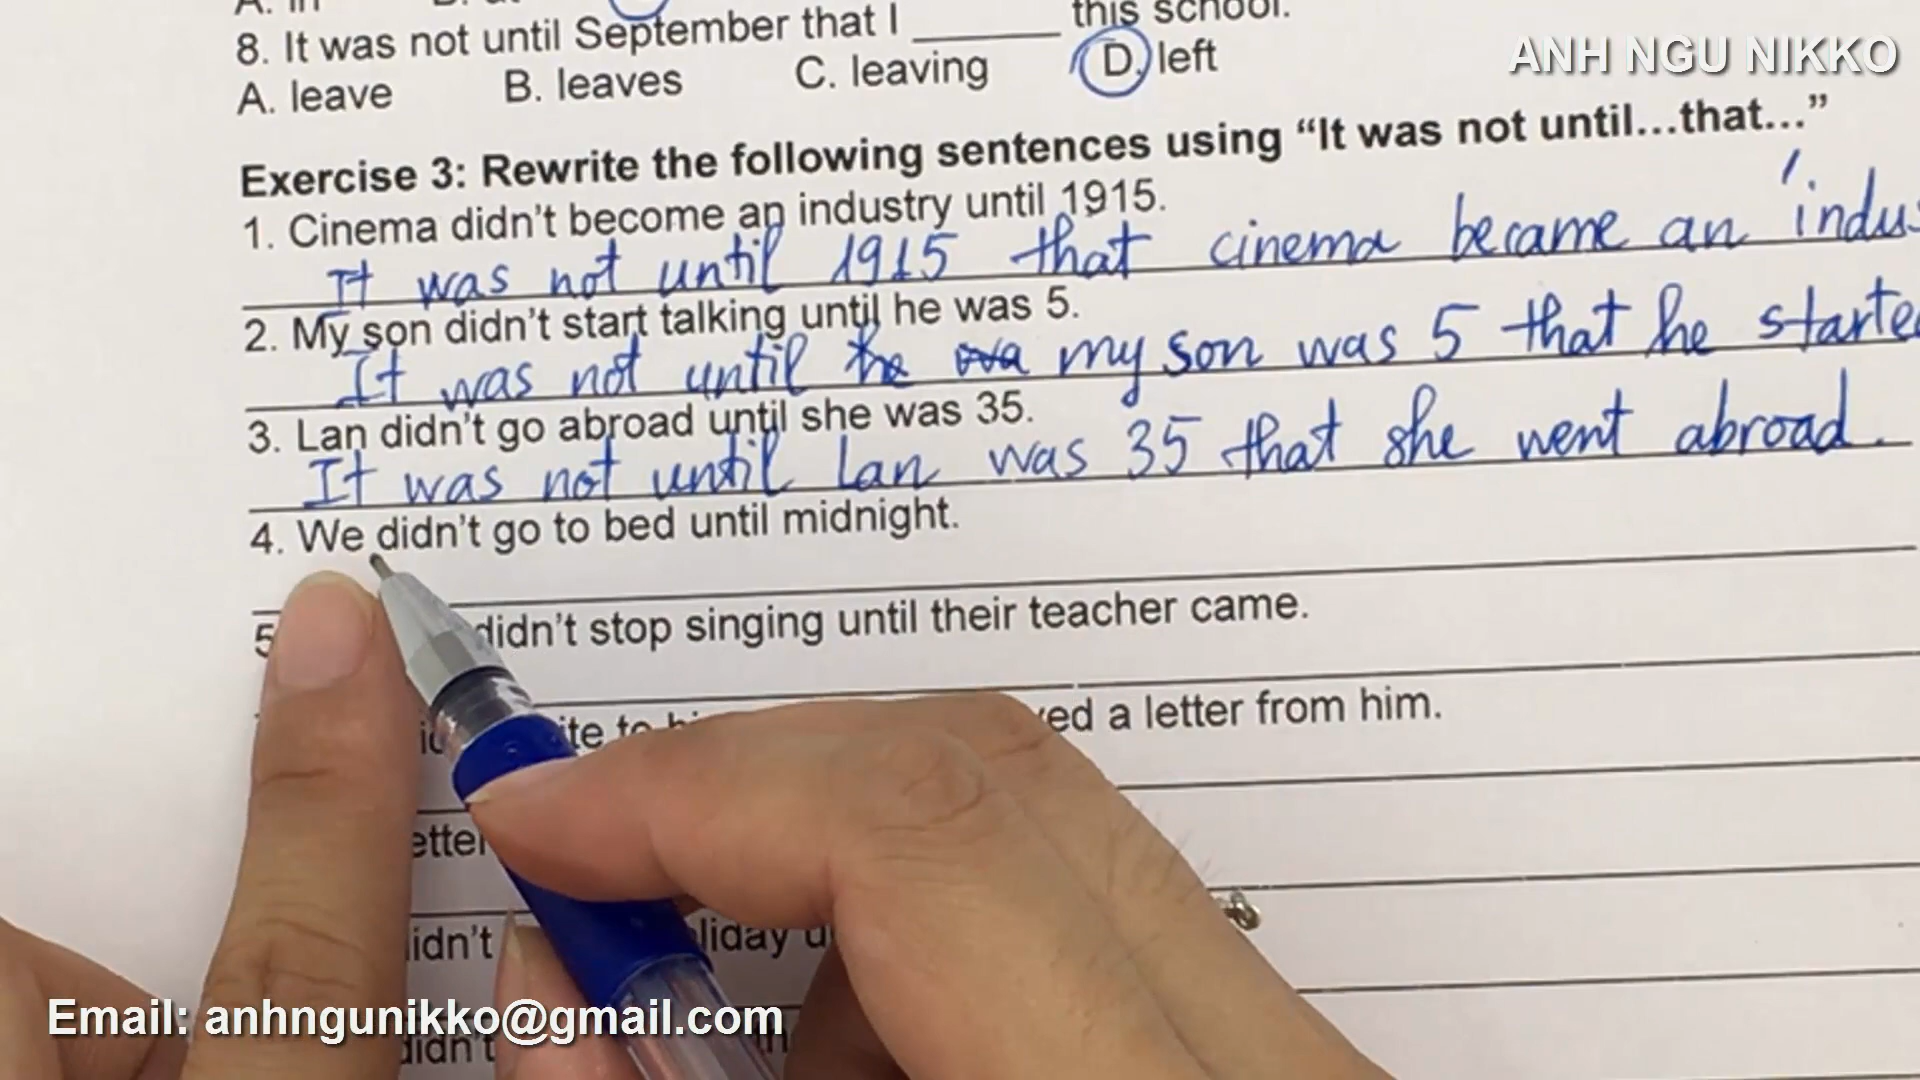 8. It was not until September that I ______ this school.
ANH NGU NIKKO
A. leave B. leaves C. leaving D. left
Exercise 3: Rewrite the following sentences using “It was not until...that...”
1. Cinema didn't become an industry until 1915.
It was not until 1915 that cinema became an indus
2. My son didn't start talking until he was 5.
It was not until he my son was 5 that he starte
3. Lan didn't go abroad until she was 35.
It was not until Lan was 35 that she went abroad.
4. We didn't go to bed until midnight.
5 didn't stop singing until their teacher came.
a letter from him.
Email: anhngunikko@gmail.com
didn't